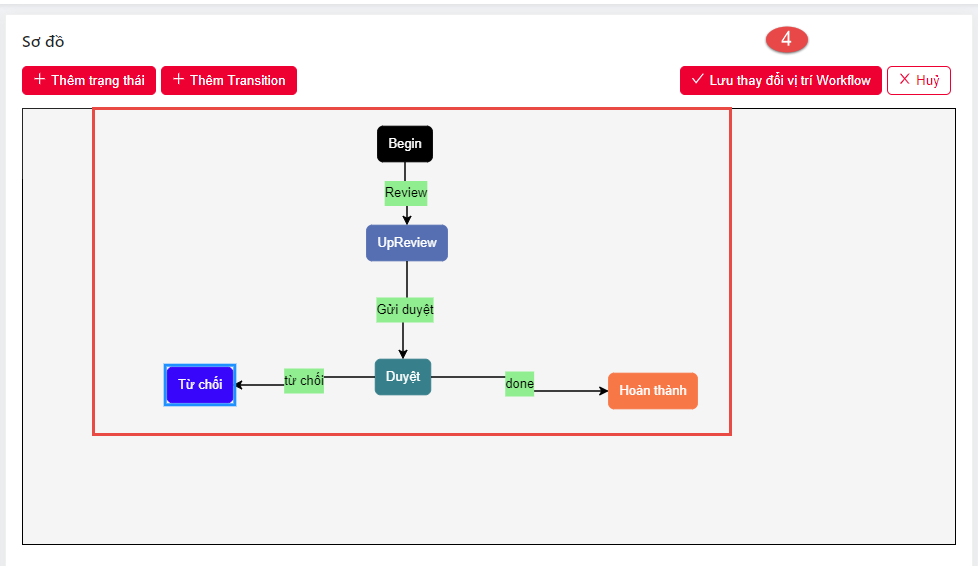 Sơ đồ
4
Thêm trạng thái
Thêm Transition
Lưu thay đổi vị trí Workflow
Huỷ
Begin
Review
UpReview
Gửi duyệt
Từ chối
từ chối
Duyệt
done
Hoàn thành